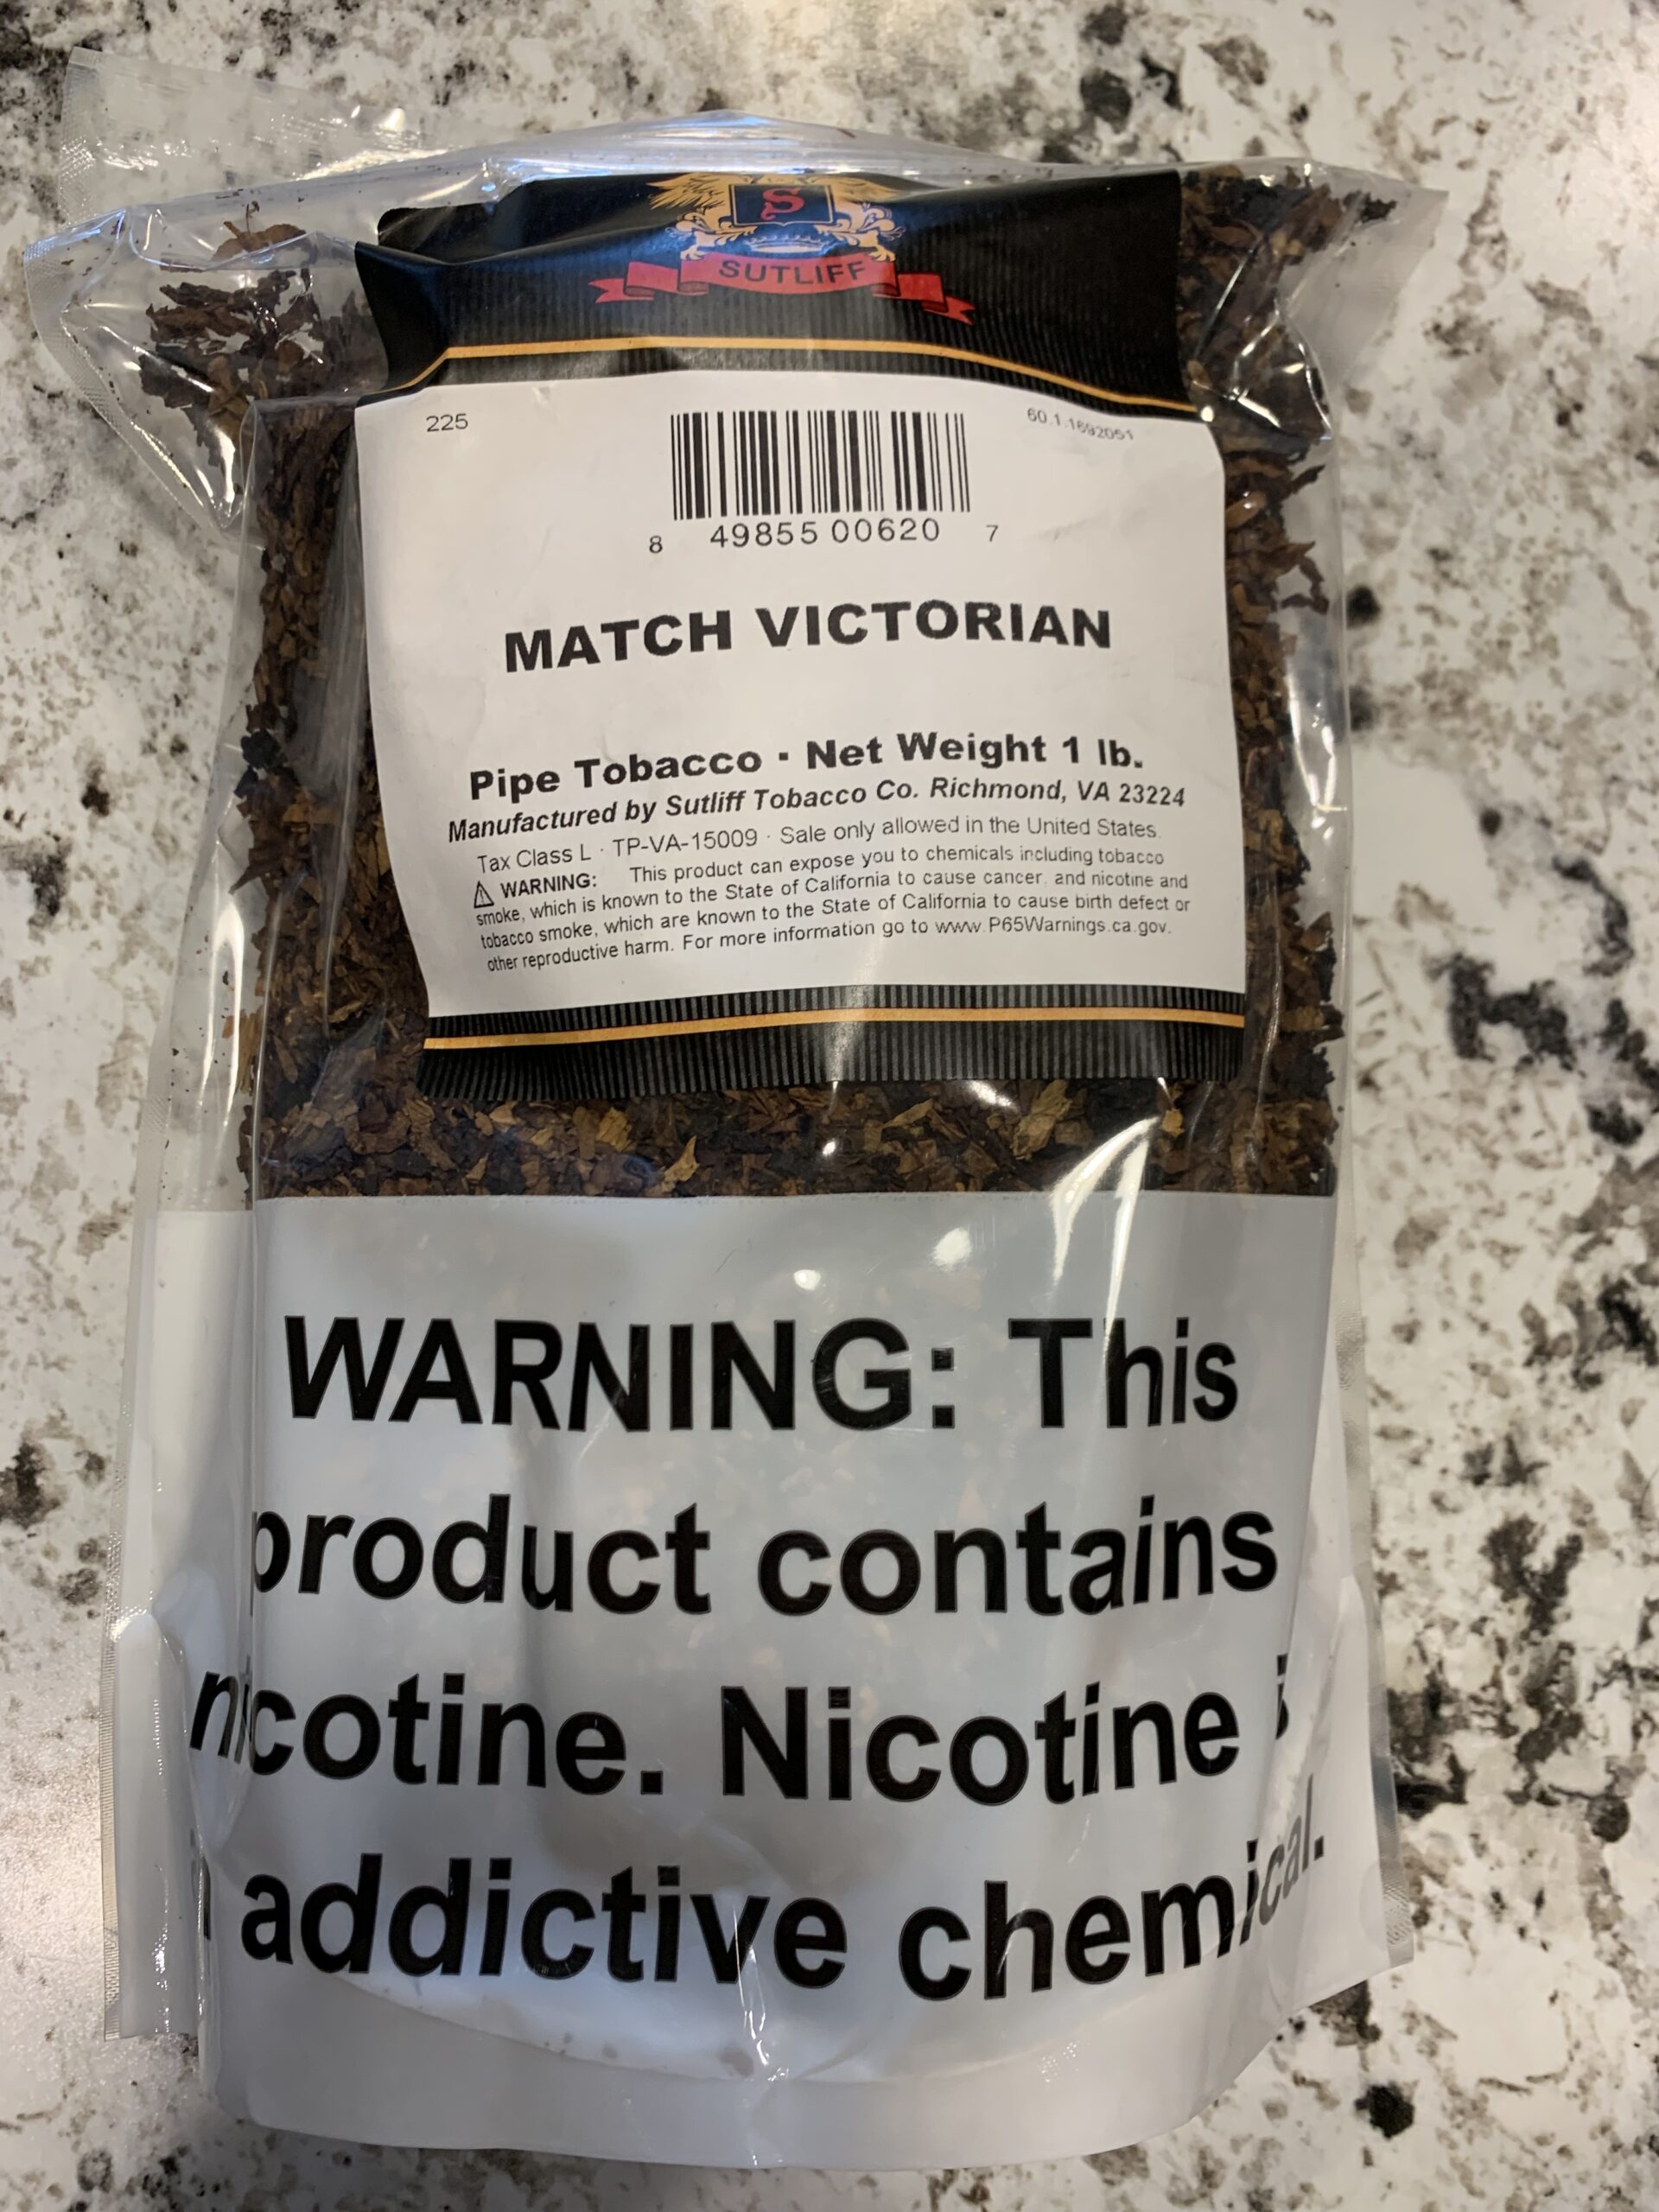 S
SUTLIFF
225
60.1.1692051
8 49855 00620 7
MATCH VICTORIAN
Pipe Tobacco · Net Weight 1 lb.
Manufactured by Sutliff Tobacco Co. Richmond, VA 23224
Tax Class L · TP-VA-15009 · Sale only allowed in the United States.
⚠ WARNING: This product can expose you to chemicals including tobacco
smoke, which is known to the State of California to cause cancer, and nicotine and
tobacco smoke, which are known to the State of California to cause birth defect or
other reproductive harm. For more information go to www.P65Warnings.ca.gov.
WARNING: This
product contains
nicotine. Nicotine
addictive chemical.